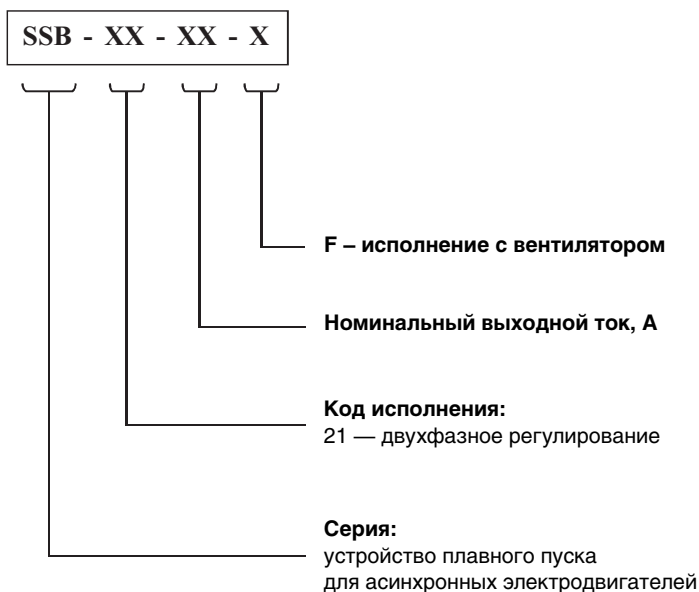 SSB - XX - XX - X
F – исполнение с вентилятором
Номинальный выходной ток, А
Код исполнения:
21 — двухфазное регулирование
Серия:
устройство плавного пуска
для асинхронных электродвигателей